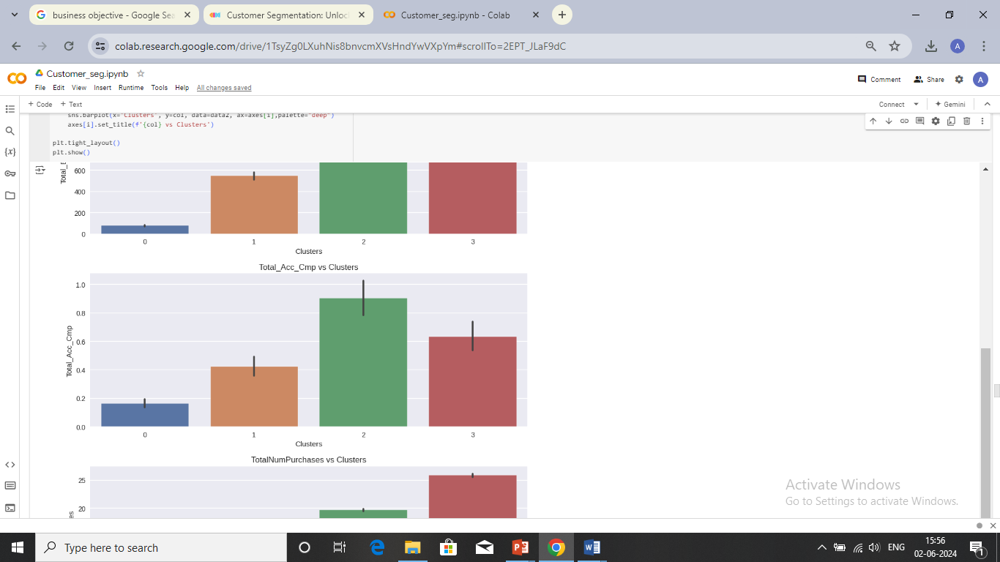 business objective - Google Sea
Customer Segmentation: Unloc
Customer_seg.ipynb - Colab
colab.research.google.com/drive/1TsyZg0LXuhNis8bnvcmXVsHndYwVXpYm#scrollTo=2EPT_JLaF9dC
A
Customer_seg.ipynb
Comment
Share
A
File Edit View Insert Runtime Tools Help All changes saved
+ Code + Text
Connect
Gemini
sns.barplot(x='Clusters', y=col, data=data2, ax=axes[i],palette="deep")
axes[i].set_title(f'{col} vs Clusters')
plt.tight_layout()
plt.show()
600
400
200
0
0 1 2 3
Clusters
Total_Acc_Cmp vs Clusters
Total_Acc_Cmp
1.0
0.8
0.6
0.4
0.2
0.0
0 1 2 3
Clusters
TotalNumPurchases vs Clusters
25
20
Activate Windows
Go to Settings to activate Windows.
Type here to search
ENG
15:56
02-06-2024
1